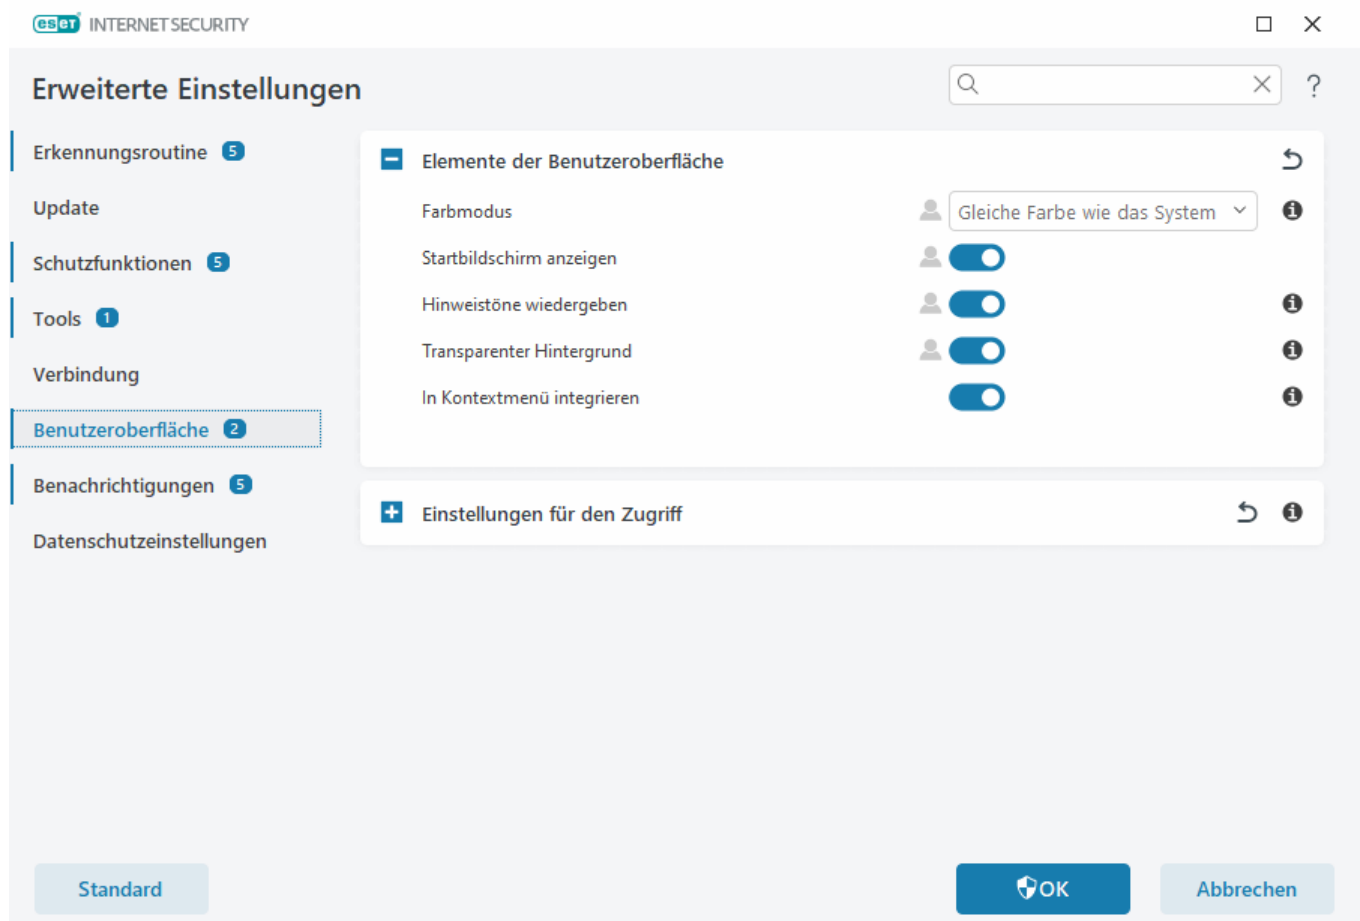 eset INTERNET SECURITY
Erweiterte Einstellungen
?
Erkennungsroutine 5
Update
Schutzfunktionen 5
Tools 1
Verbindung
Benutzeroberfläche 2
Benachrichtigungen 5
Datenschutzeinstellungen
Elemente der Benutzeroberfläche
Farbmodus
Gleiche Farbe wie das System
Startbildschirm anzeigen
Hinweistöne wiedergeben
Transparenter Hintergrund
In Kontextmenü integrieren
Einstellungen für den Zugriff
Standard
OK
Abbrechen